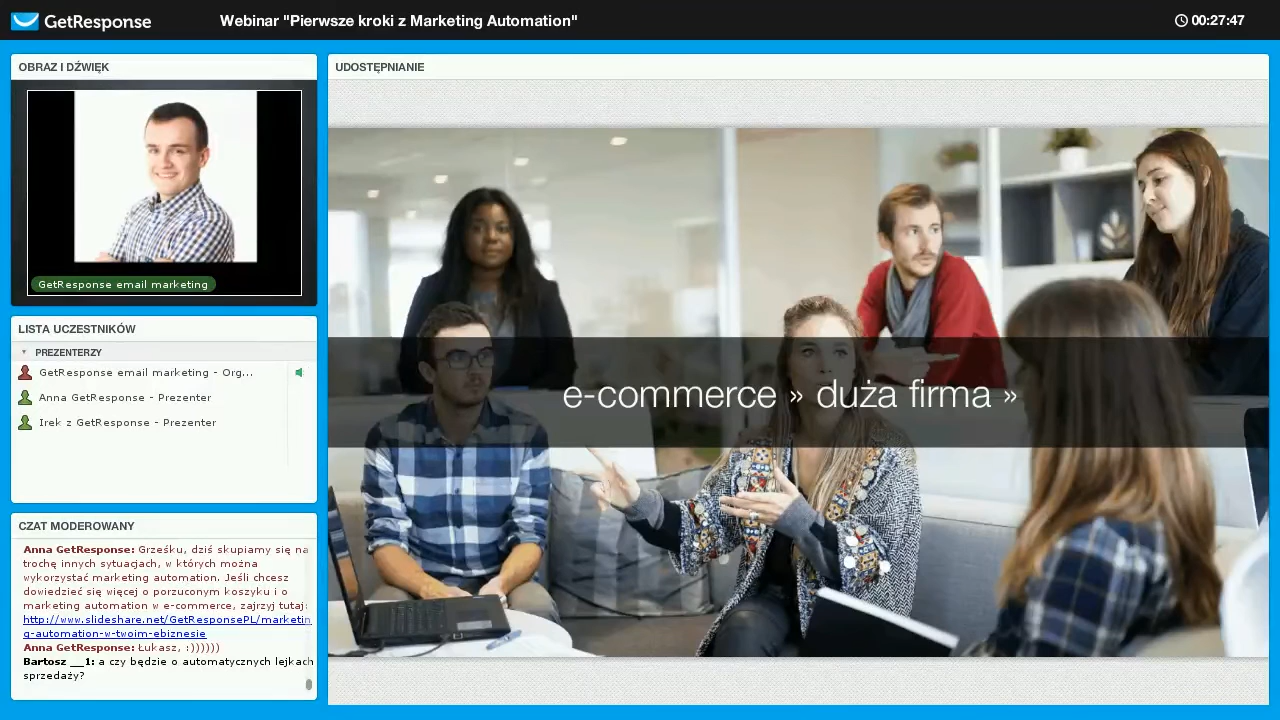 GetResponse
Webinar "Pierwsze kroki z Marketing Automation"
00:27:47
OBRAZ I DŹWIĘK
GetResponse email marketing
LISTA UCZESTNIKÓW
PREZENTERZY
GetResponse email marketing - Org...
Anna GetResponse - Prezenter
Irek z GetResponse - Prezenter
CZAT MODEROWANY
Anna GetResponse: Grześku, dziś skupiamy się na
trochę innych sytuacjach, w których można
wykorzystać marketing automation. Jeśli chcesz
dowiedzieć się więcej o porzuconym koszyku i o
marketing automation w e-commerce, zajrzyj tutaj:
http://www.slideshare.net/GetResponsePL/marketin
g-automation-w-twoim-ebiznesie
Anna GetResponse: Łukasz, :))))))
Bartosz __1: a czy będzie o automatycznych lejkach
sprzedaży?
UDOSTĘPNIANIE
e-commerce » duża firma »